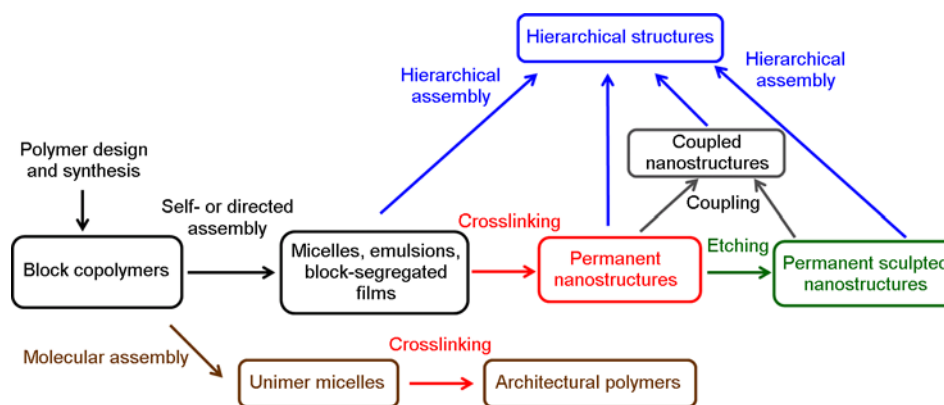 Hierarchical structures
Hierarchical
assembly
Hierarchical
assembly
Coupled
nanostructures
Polymer design
and synthesis
Coupling
Self- or directed
assembly
Crosslinking
Etching
Block copolymers
Micelles, emulsions,
block-segregated
films
Permanent
nanostructures
Permanent sculpted
nanostructures
Molecular assembly
Crosslinking
Unimer micelles
Architectural polymers